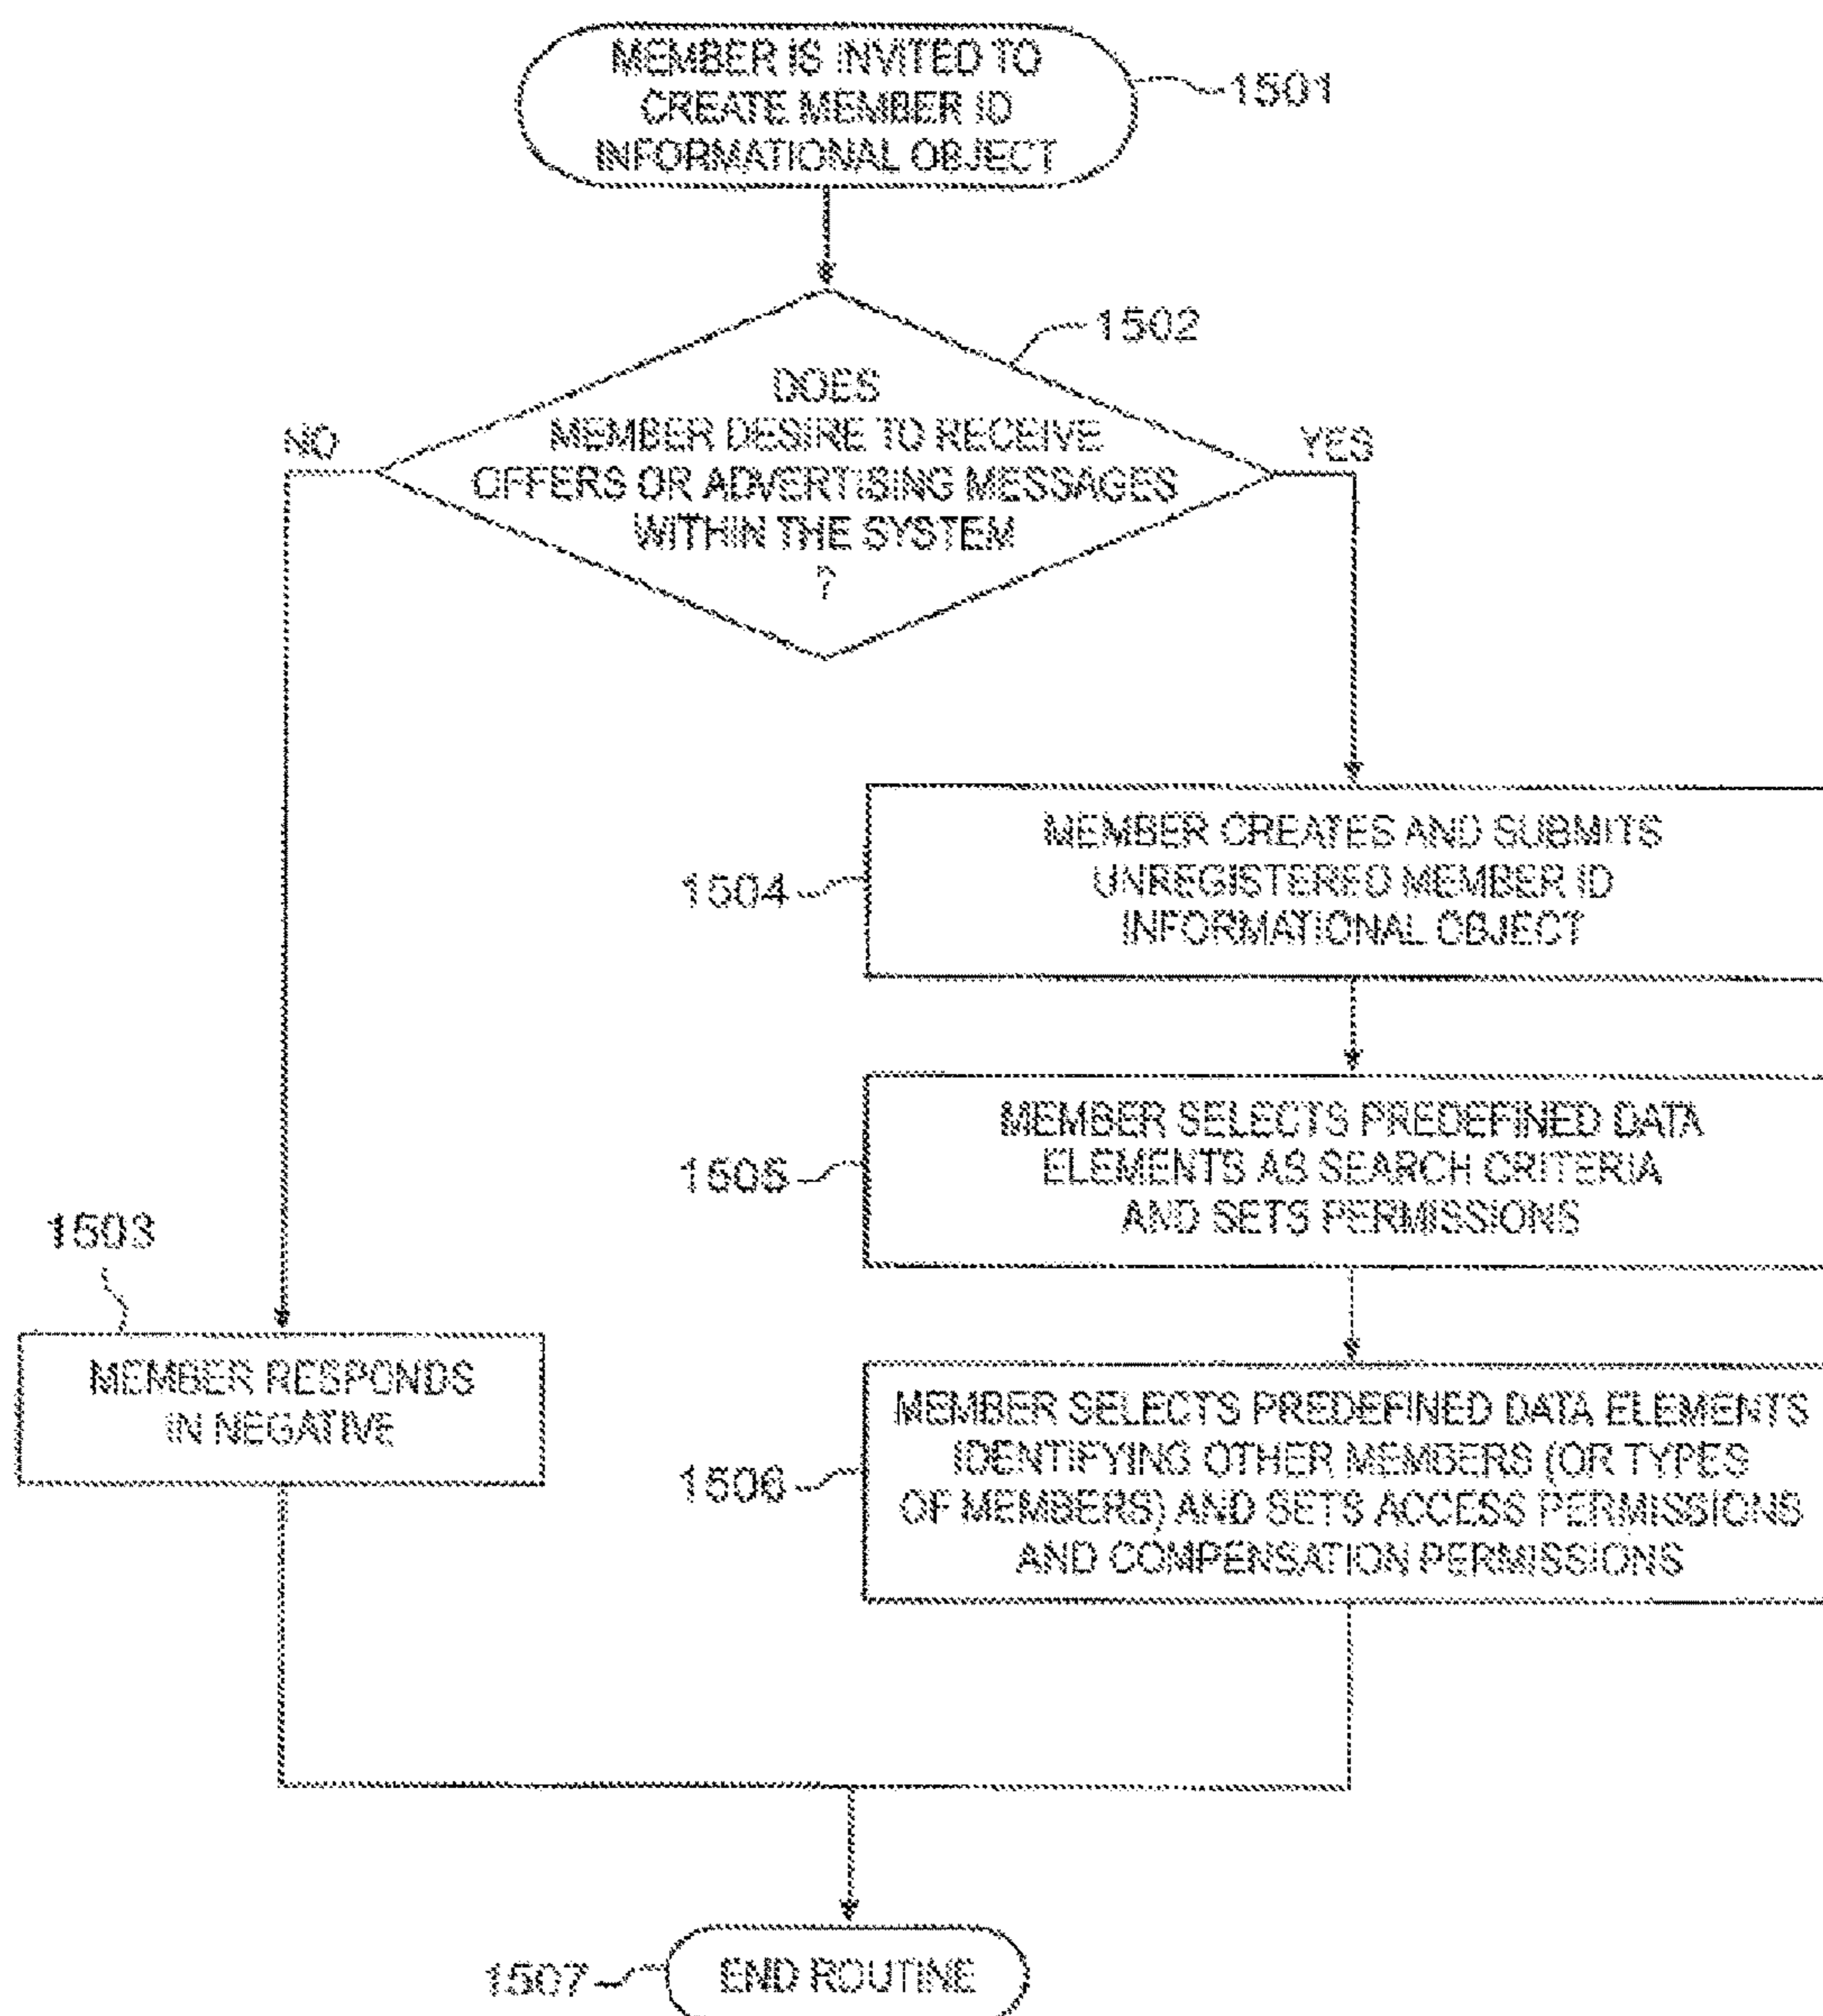 MEMBER IS INVITED TO
CREATE MEMBER ID
INFORMATIONAL OBJECT
1501
1502
DOES
MEMBER DESIRE TO RECEIVE
OFFERS OR ADVERTISING MESSAGES
WITHIN THE SYSTEM
?
NO
YES
MEMBER CREATES AND SUBMITS
UNREGISTERED MEMBER ID
INFORMATIONAL OBJECT
1504
MEMBER SELECTS PREDEFINED DATA
ELEMENTS AS SEARCH CRITERIA
AND SETS PERMISSIONS
1505
1503
MEMBER RESPONDS
IN NEGATIVE
MEMBER SELECTS PREDEFINED DATA ELEMENTS
IDENTIFYING OTHER MEMBERS (OR TYPES
OF MEMBERS) AND SETS ACCESS PERMISSIONS
AND COMPENSATION PERMISSIONS
1506
1507
END ROUTINE